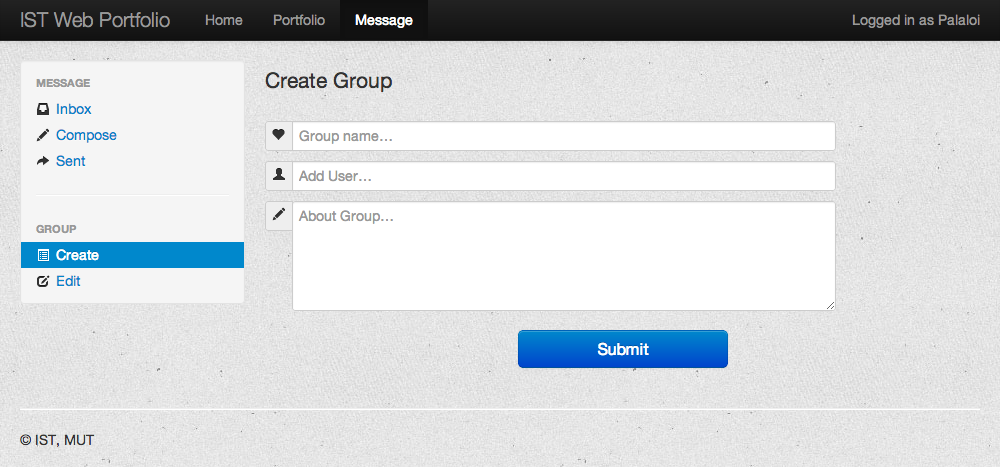 IST Web Portfolio Home Portfolio Message Logged in as Palaloi
MESSAGE
Inbox
Compose
Sent
GROUP
Create
Edit
Create Group
Group name...
Add User...
About Group...
Submit
© IST, MUT